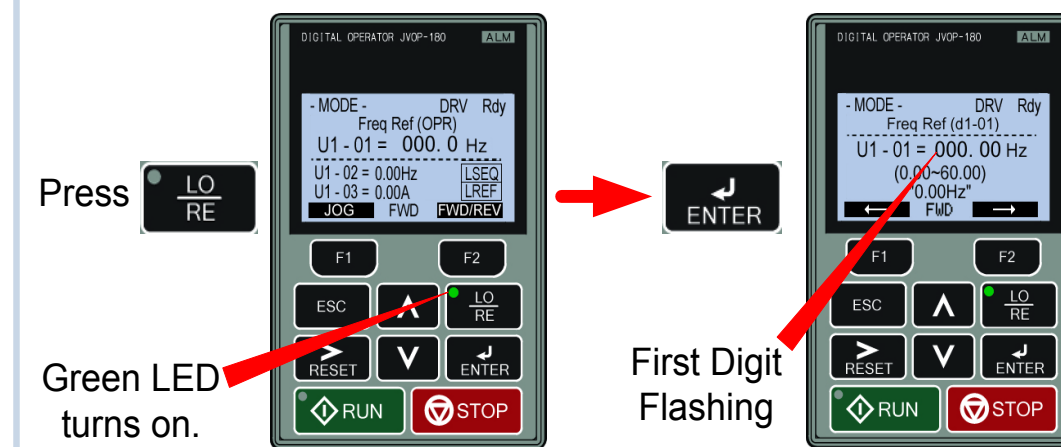 Press
LO
RE
DIGITAL OPERATOR JVOP-180 ALM
- MODE - DRV Rdy
Freq Ref (OPR)
U1 - 01 = 000. 0 Hz
U1 - 02 = 0.00Hz LSEQ
U1 - 03 = 0.00A LREF
JOG FWD FWD/REV
F1 F2
ESC LO
RE
RESET ENTER
RUN STOP
Green LED
turns on.
ENTER
DIGITAL OPERATOR JVOP-180 ALM
- MODE - DRV Rdy
Freq Ref (d1-01)
U1 - 01 = 000. 00 Hz
(0.00~60.00)
"0.00Hz"
← FWD →
F1 F2
ESC LO
RE
RESET ENTER
RUN STOP
First Digit
Flashing